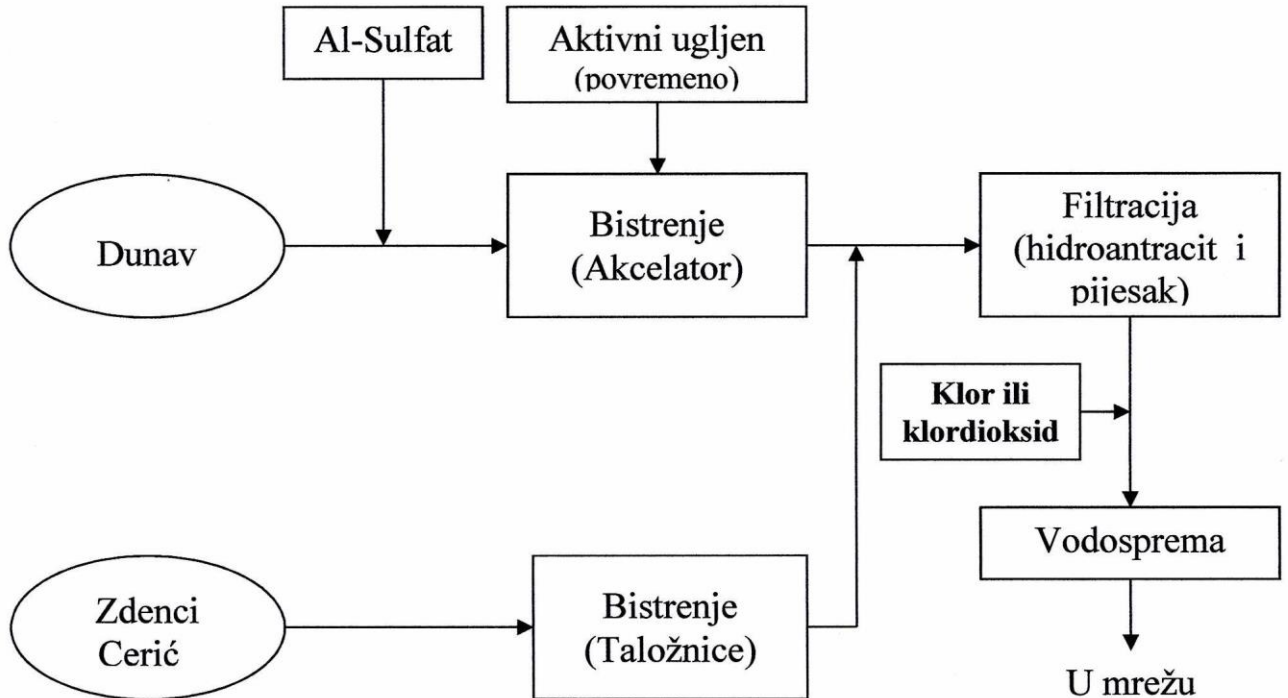 Al-Sulfat
Aktivni ugljen
(povremeno)
Dunav
Bistrenje
(Akcelator)
Filtracija
(hidroantracit i
pijesak)
Klor ili
klordioksid
Vodosprema
Zdenci
Cerić
Bistrenje
(Taložnice)
U mrežu